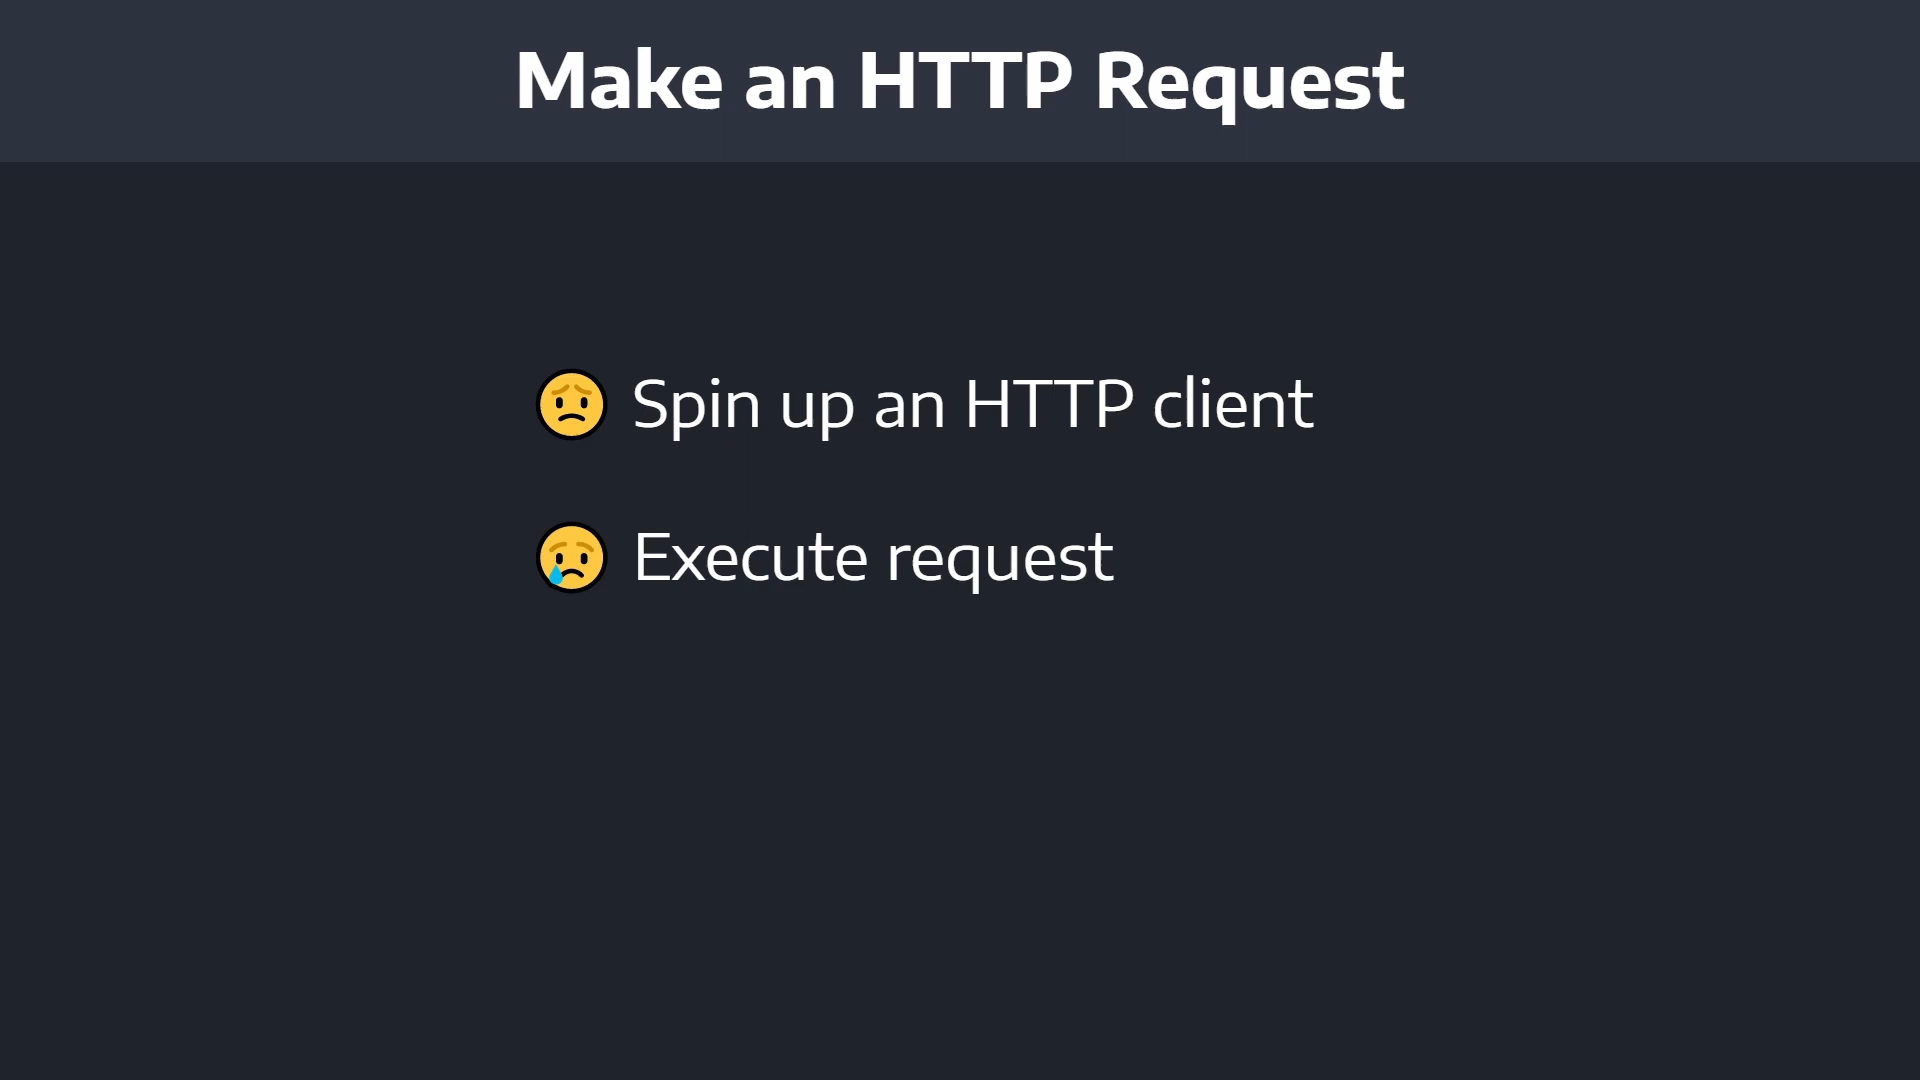 Make an HTTP Request
😟 Spin up an HTTP client
😢 Execute request